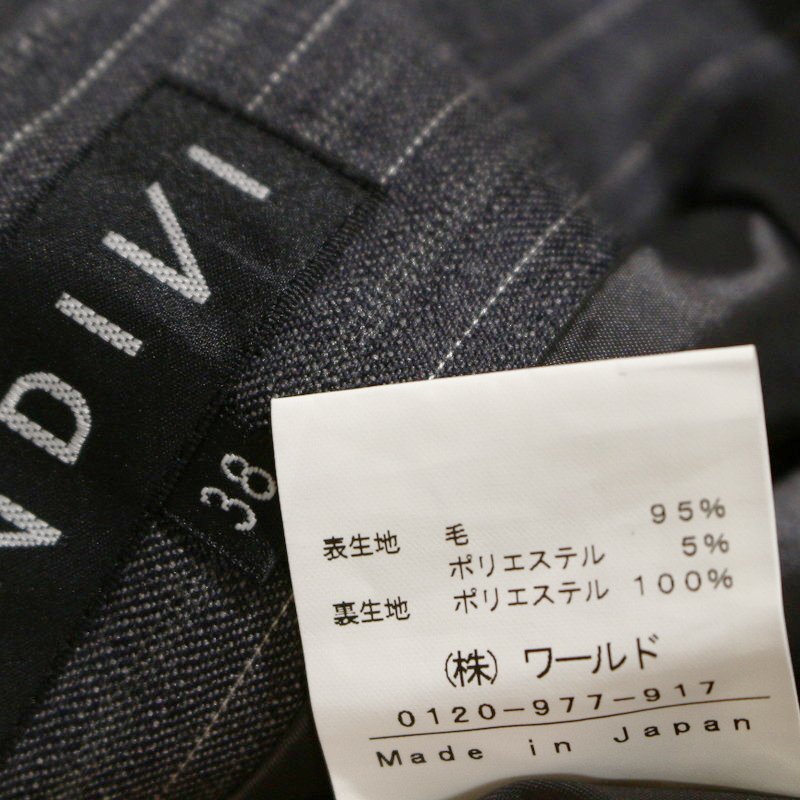 NDIVI
38
表生地 毛 95%
ポリエステル 5%
裏生地 ポリエステル 100%
(株) ワールド
0120-977-917
Made in Japan